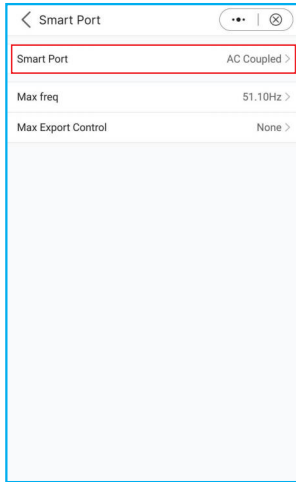 Smart Port
Smart Port AC Coupled
Max freq 51.10Hz
Max Export Control None